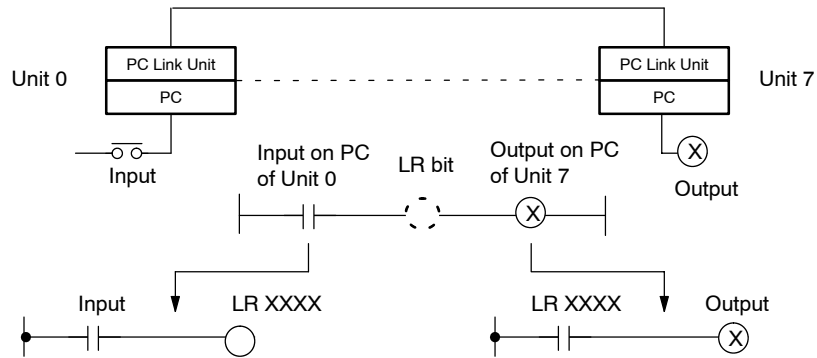 PC Link Unit
PC Link Unit
Unit 0
Unit 7
PC
PC
Input
Input on PC
of Unit 0
LR bit
Output on PC
of Unit 7
X
Output
X
Input
LR XXXX
LR XXXX
Output
X